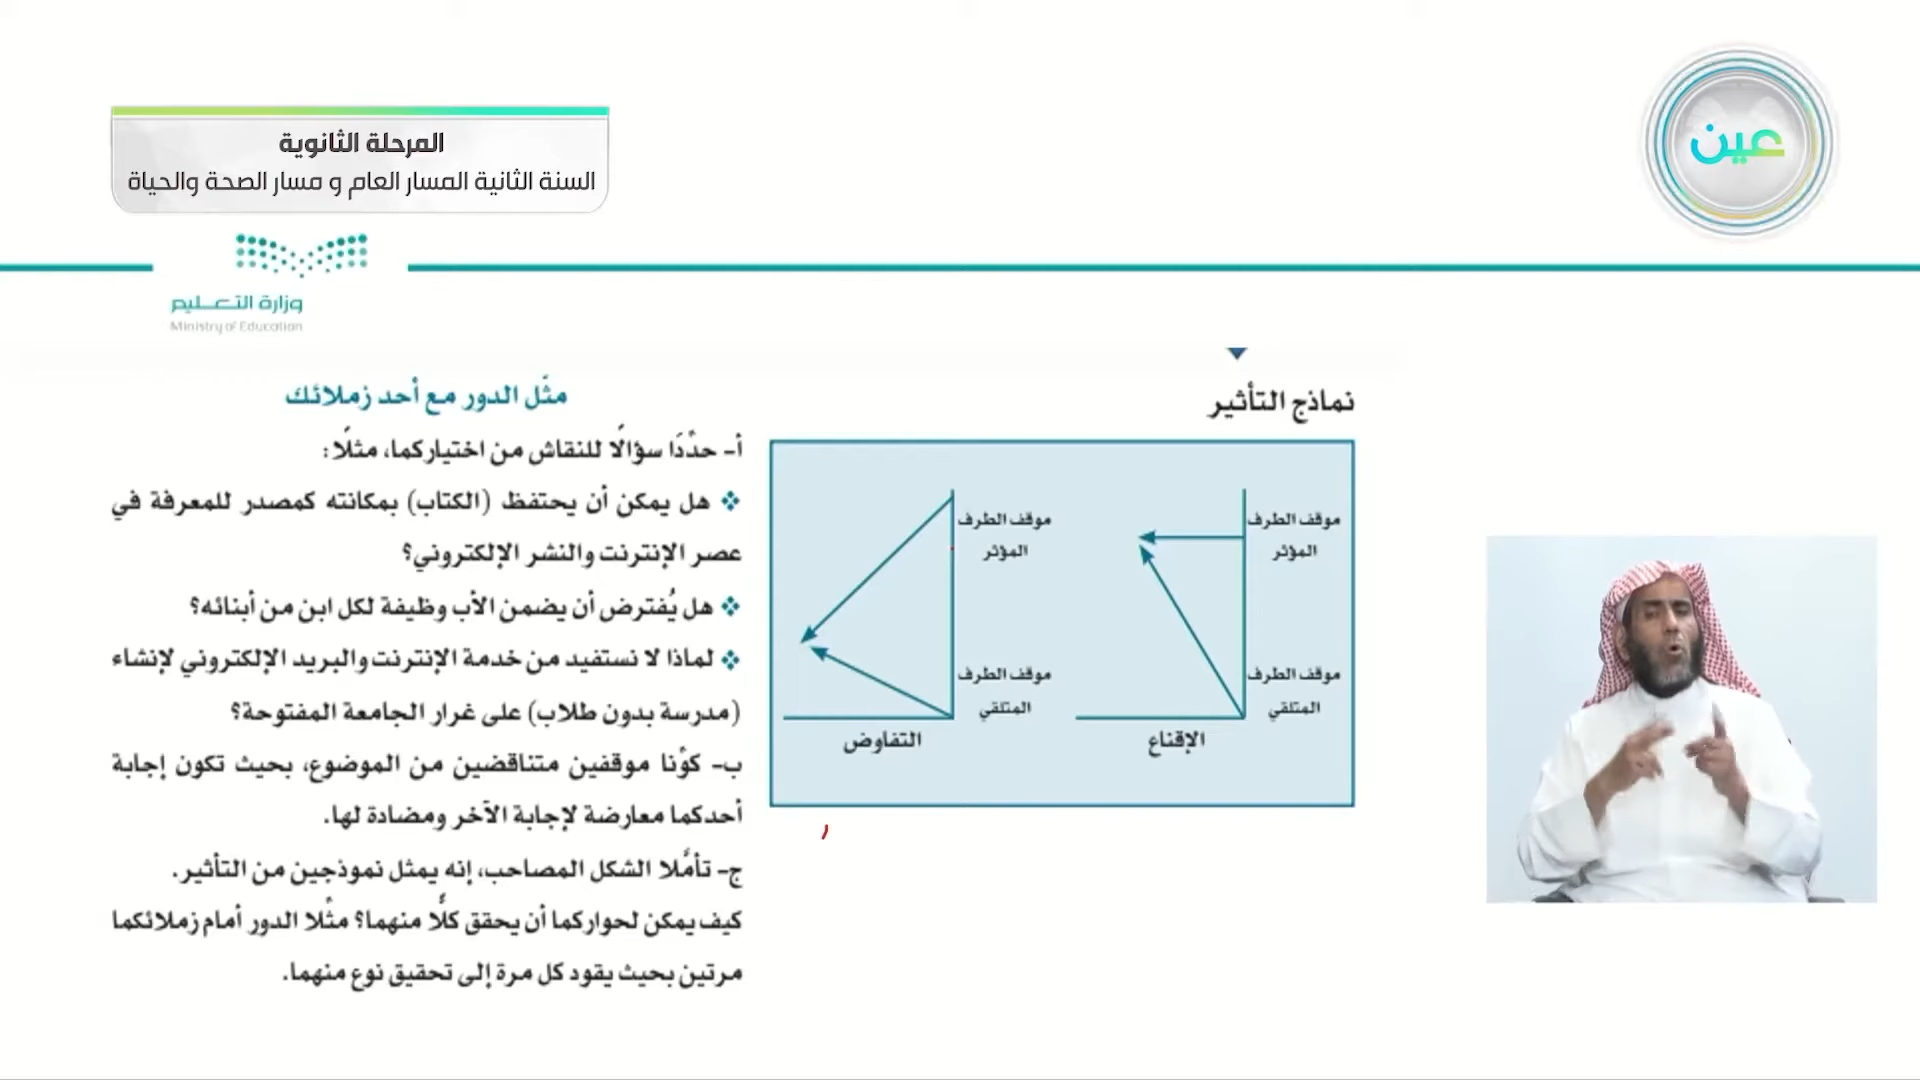 المرحلة الثانوية
السنة الثانية المسار العام و مسار الصحة والحياة
عين
وزارة التعليم
Ministry of Education
نماذج التأثير
موقف الطرف
المؤثر
موقف الطرف
المتلقي
الإقناع
موقف الطرف
المؤثر
موقف الطرف
المتلقي
التفاوض
مثّل الدور مع أحد زملائك
أ- حدِّدَا سؤالًا للنقاش من اختياركما، مثلًا:
❖ هل يمكن أن يحتفظ (الكتاب) بمكانته كمصدر للمعرفة في
عصر الإنترنت والنشر الإلكتروني؟
❖ هل يُفترض أن يضمن الأب وظيفة لكل ابن من أبنائه؟
❖ لماذا لا نستفيد من خدمة الإنترنت والبريد الإلكتروني لإنشاء
(مدرسة بدون طلاب) على غرار الجامعة المفتوحة؟
ب- كوِّنا موقفين متناقضين من الموضوع، بحيث تكون إجابة
أحدكما معارضة لإجابة الآخر ومضادة لها.
ج- تأمَّلا الشكل المصاحب، إنه يمثل نموذجين من التأثير.
كيف يمكن لحواركما أن يحقق كلًّا منهما؟ مثِّلا الدور أمام زملائكما
مرتين بحيث يقود كل مرة إلى تحقيق نوع منهما.